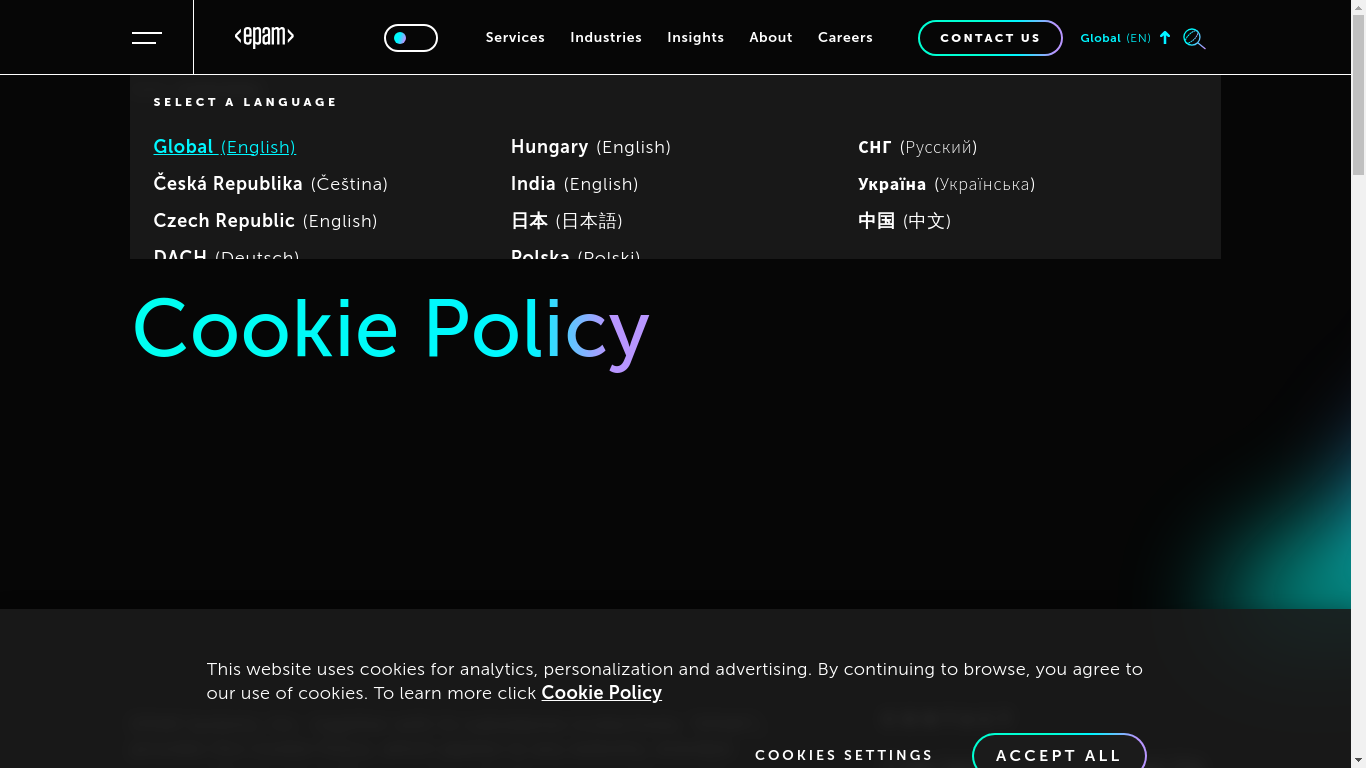 <epam>
Services Industries Insights About Careers CONTACT US Global (EN)
SELECT A LANGUAGE
Global (English) Hungary (English) СНГ (Русский)
Česká Republika (Čeština) India (English) Україна (Українська)
Czech Republic (English) 日本 (日本語) 中国 (中文)
DACH (Deutsch) Polska (Polski)
Cookie Policy
This website uses cookies for analytics, personalization and advertising. By continuing to browse, you agree to
our use of cookies. To learn more click Cookie Policy
COOKIES SETTINGS ACCEPT ALL